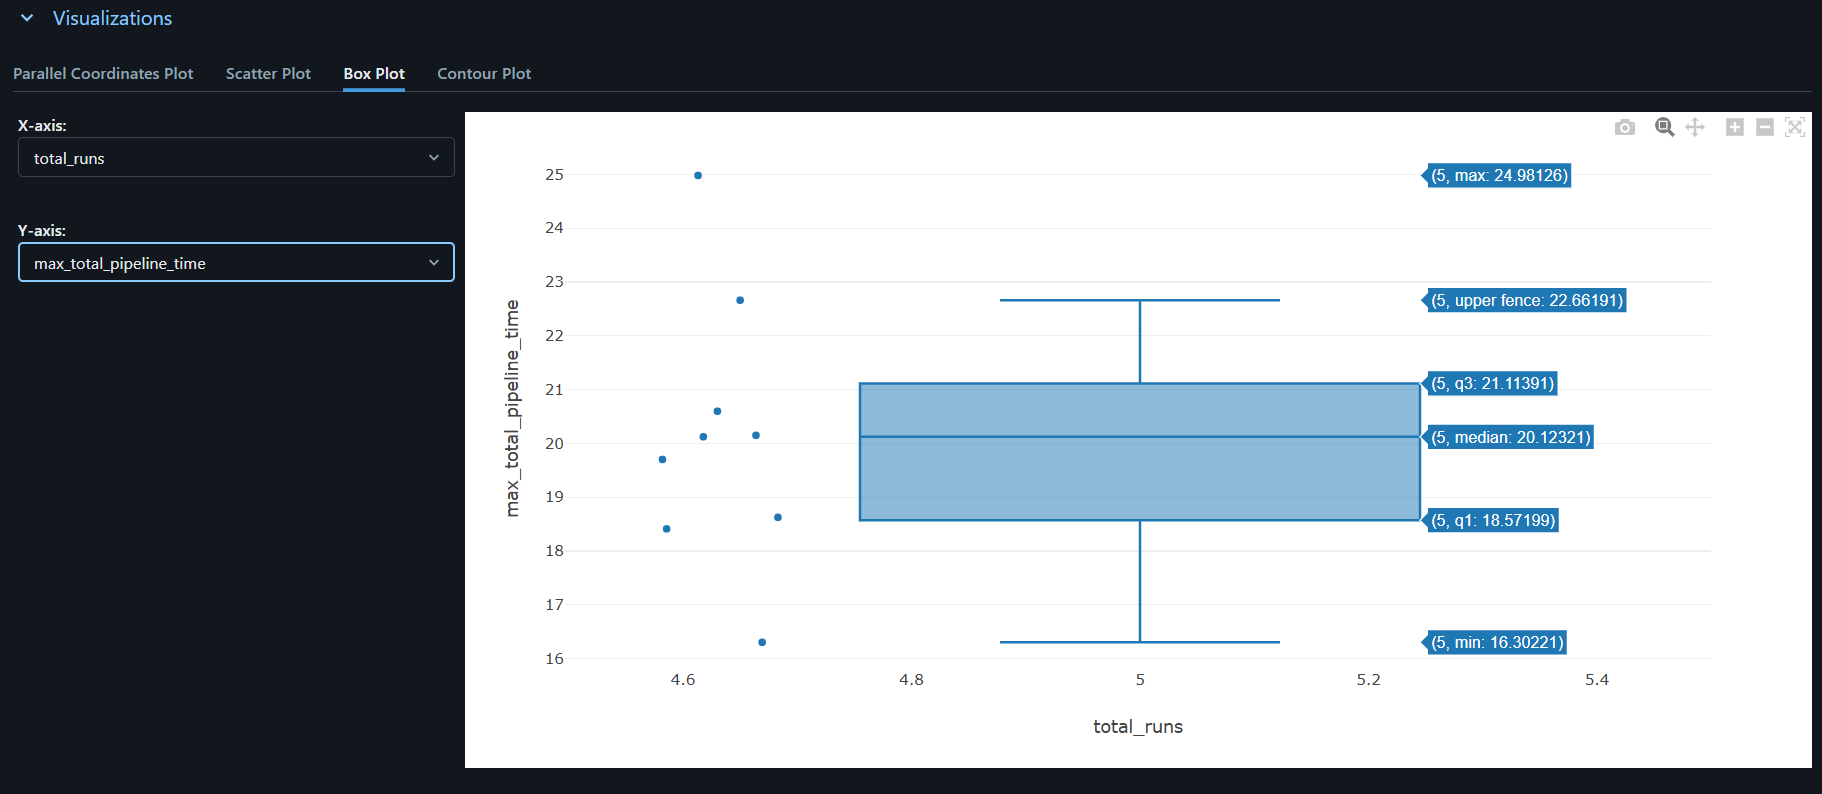 Visualizations
Parallel Coordinates Plot
Scatter Plot
Box Plot
Contour Plot
X-axis:
total_runs
Y-axis:
max_total_pipeline_time
25
24
23
22
21
20
19
18
17
16
max_total_pipeline_time
(5, max: 24.98126)
(5, upper fence: 22.66191)
(5, q3: 21.11391)
(5, median: 20.12321)
(5, q1: 18.57199)
(5, min: 16.30221)
4.6
4.8
5
5.2
5.4
total_runs